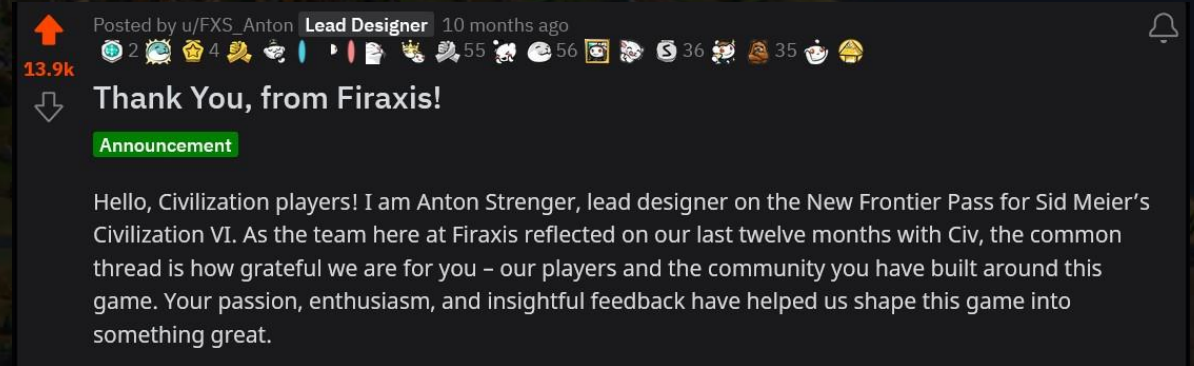 Posted by u/FXS_Anton Lead Designer 10 months ago
2 4 55 56 36 35
13.9k
Thank You, from Firaxis!
Announcement
Hello, Civilization players! I am Anton Strenger, lead designer on the New Frontier Pass for Sid Meier’s
Civilization VI. As the team here at Firaxis reflected on our last twelve months with Civ, the common
thread is how grateful we are for you – our players and the community you have built around this
game. Your passion, enthusiasm, and insightful feedback have helped us shape this game into
something great.